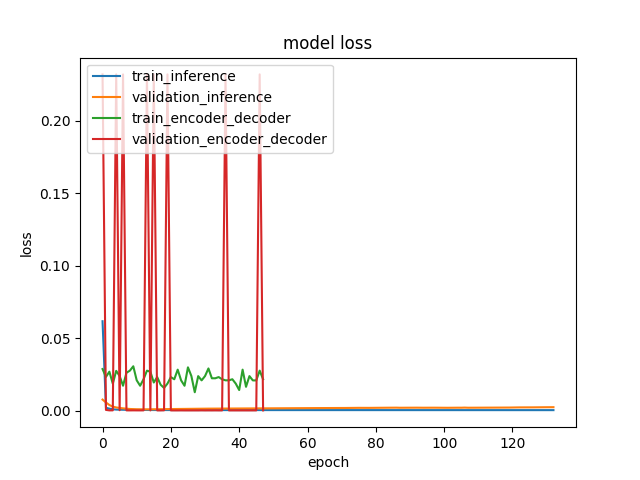 model loss
train_inference
validation_inference
train_encoder_decoder
validation_encoder_decoder
0.20
0.15
0.10
0.05
0.00
loss
0 20 40 60 80 100 120
epoch